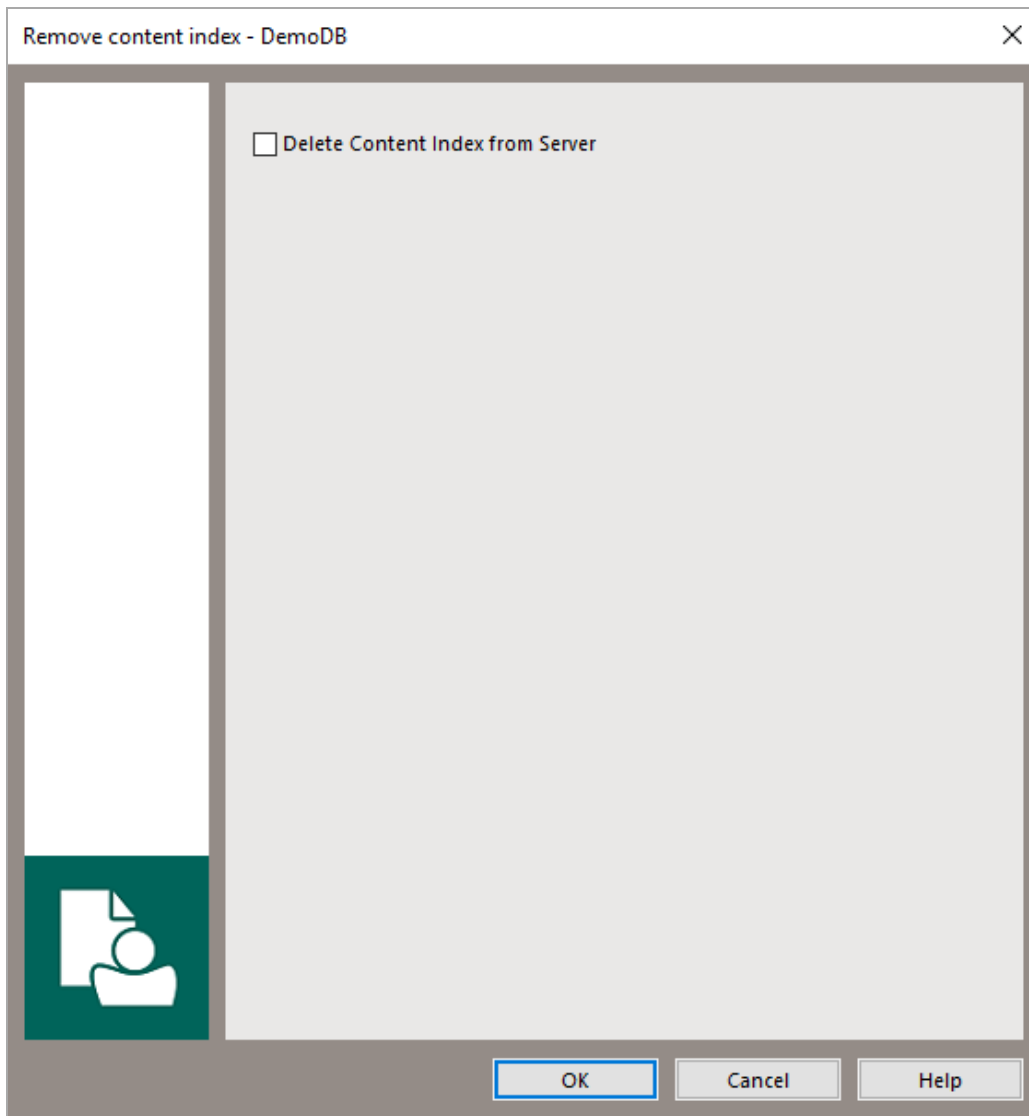 Remove content index - DemoDB
Delete Content Index from Server
OK
Cancel
Help